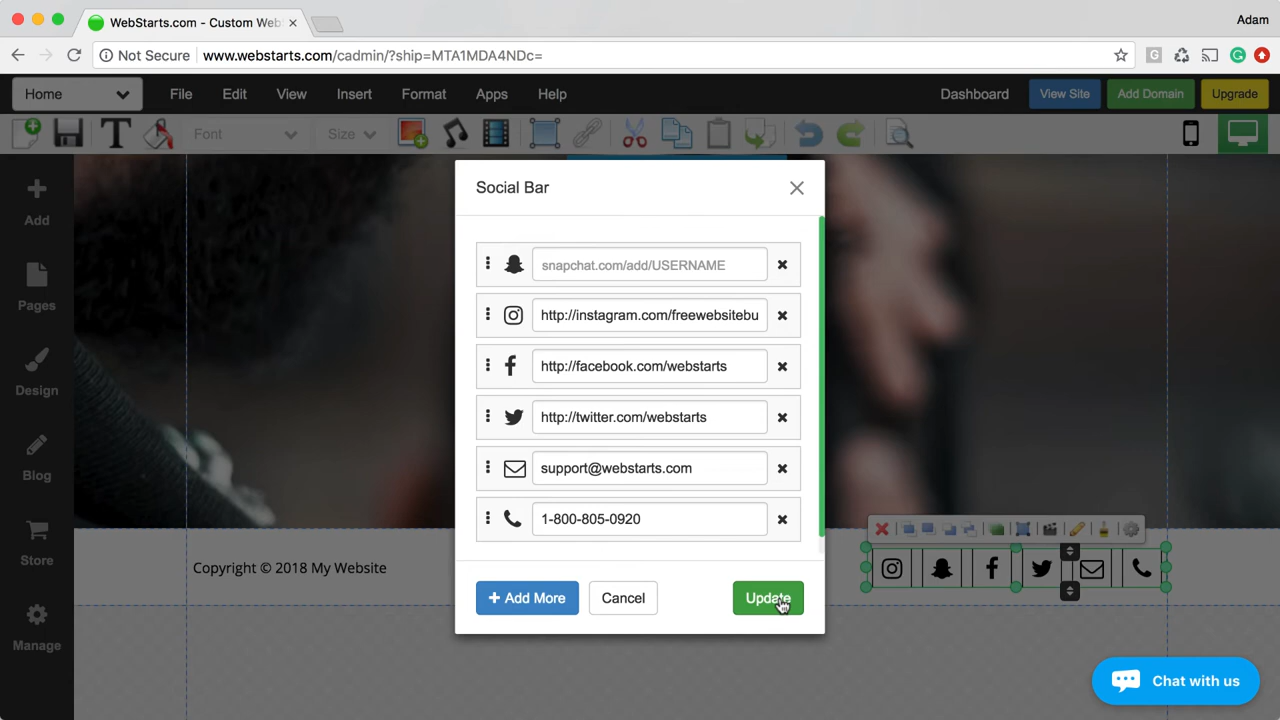 WebStarts.com - Custom Web
Adam
Not Secure
www.webstarts.com/cadmin/?ship=MTA1MDA4NDc=
Home
File
Edit
View
Insert
Format
Apps
Help
Dashboard
View Site
Add Domain
Upgrade
Font
Size
Add
Pages
Design
Blog
Store
Manage
Social Bar
snapchat.com/add/USERNAME
http://instagram.com/freewebsitebu
http://facebook.com/webstarts
http://twitter.com/webstarts
support@webstarts.com
1-800-805-0920
+ Add More
Cancel
Update
Copyright © 2018 My Website
Chat with us